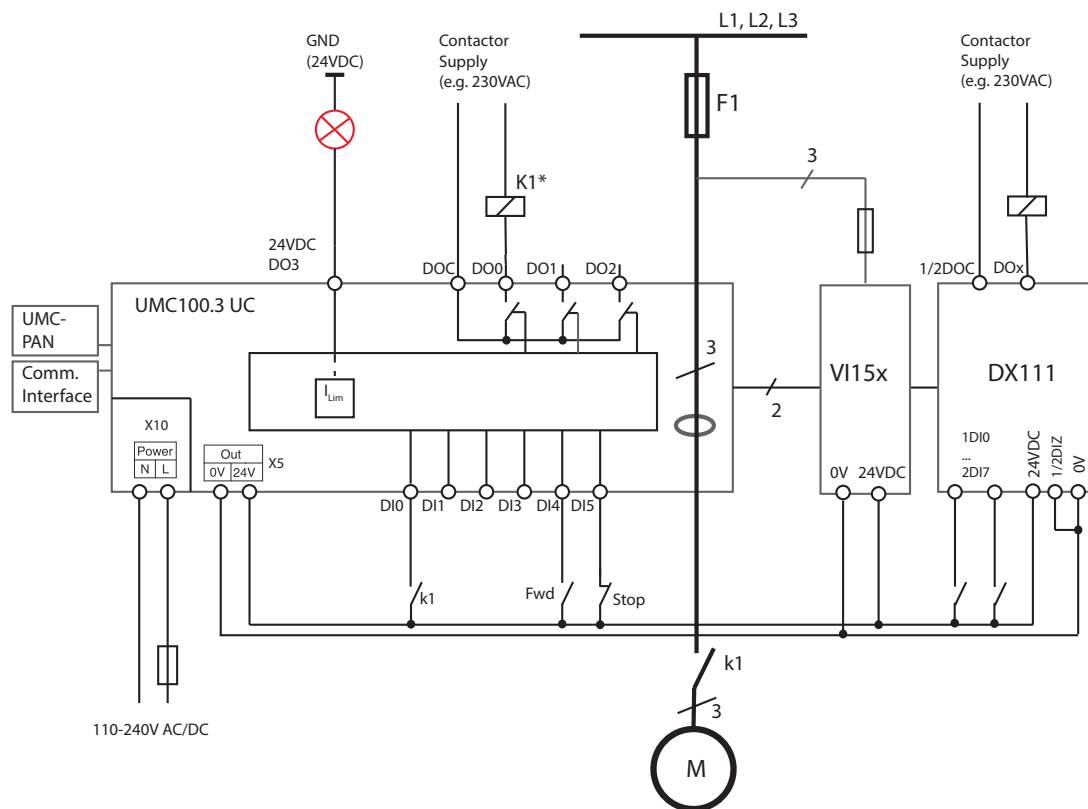 L1, L2, L3
GND
(24VDC)
Contactor
Supply
(e.g. 230VAC)
Contactor
Supply
(e.g. 230VAC)
F1
3
K1*
24VDC
DO3
DOC
DO0
DO1
DO2
1/2DOC
DOx
UMC100.3 UC
UMC-
PAN
Comm.
Interface
ILim
3
2
VI15x
DX111
X10
Power
N L
Out
0V 24V
X5
DI0
DI1
DI2
DI3
DI4
DI5
0V
24VDC
1DI0
...
2DI7
24VDC
1/2DIZ
0V
k1
Fwd
Stop
k1
3
110-240V AC/DC
M